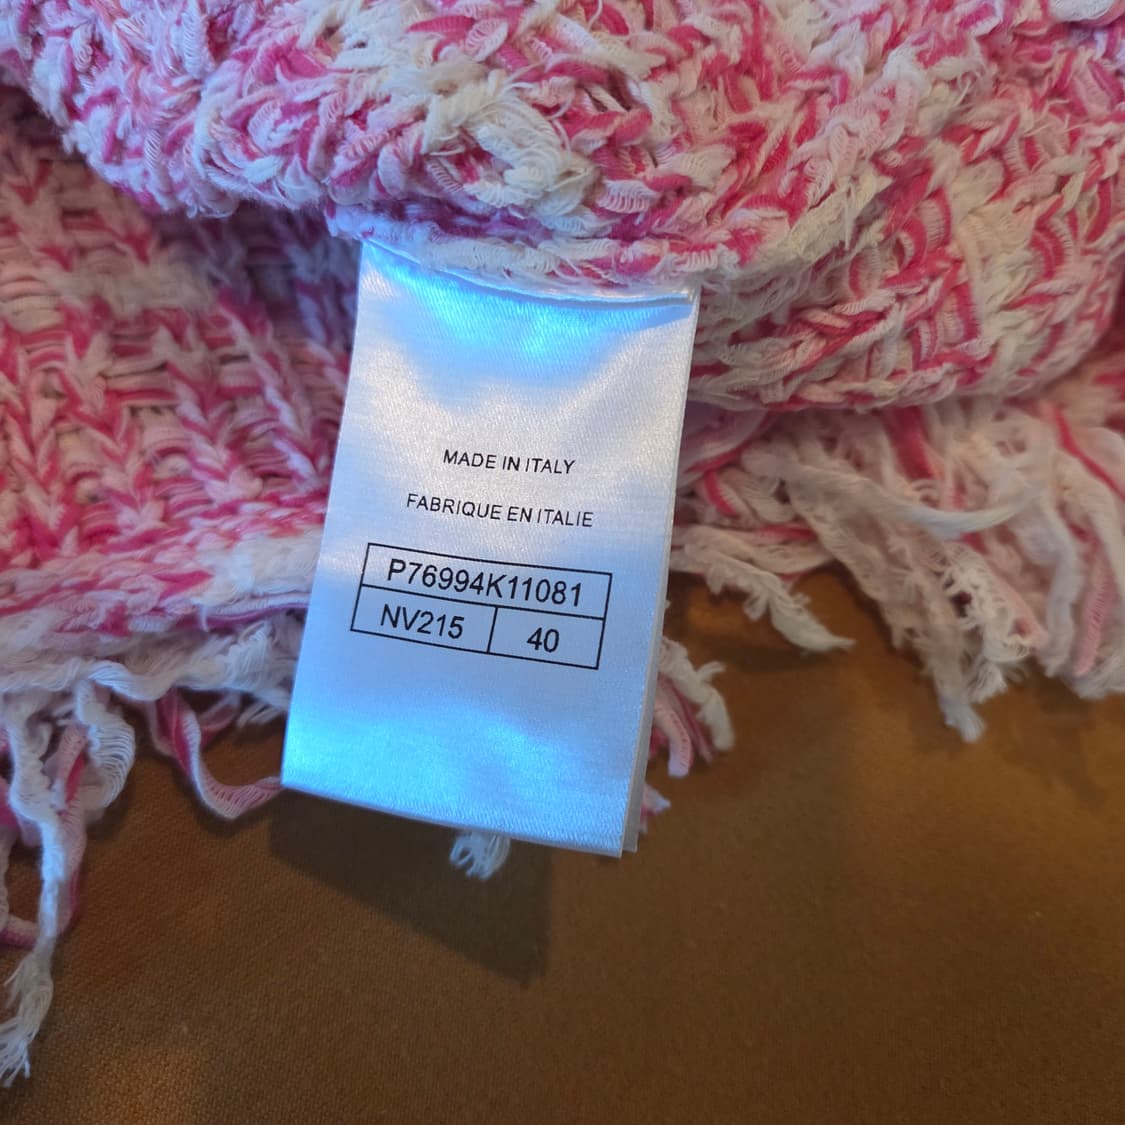 MADE IN ITALY
FABRIQUE EN ITALIE
P76994K11081
NV215 40